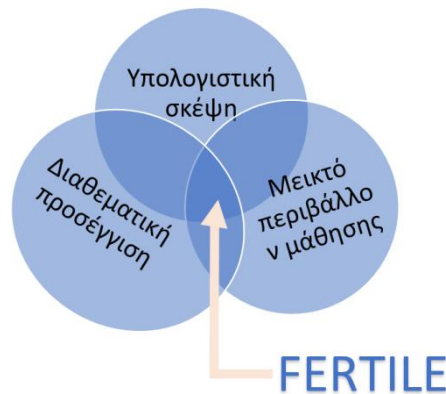 Υπολογιστική
σκέψη
Διαθεματική
προσέγγιση
Μεικτό
περιβάλλο
ν μάθησης
FERTILE